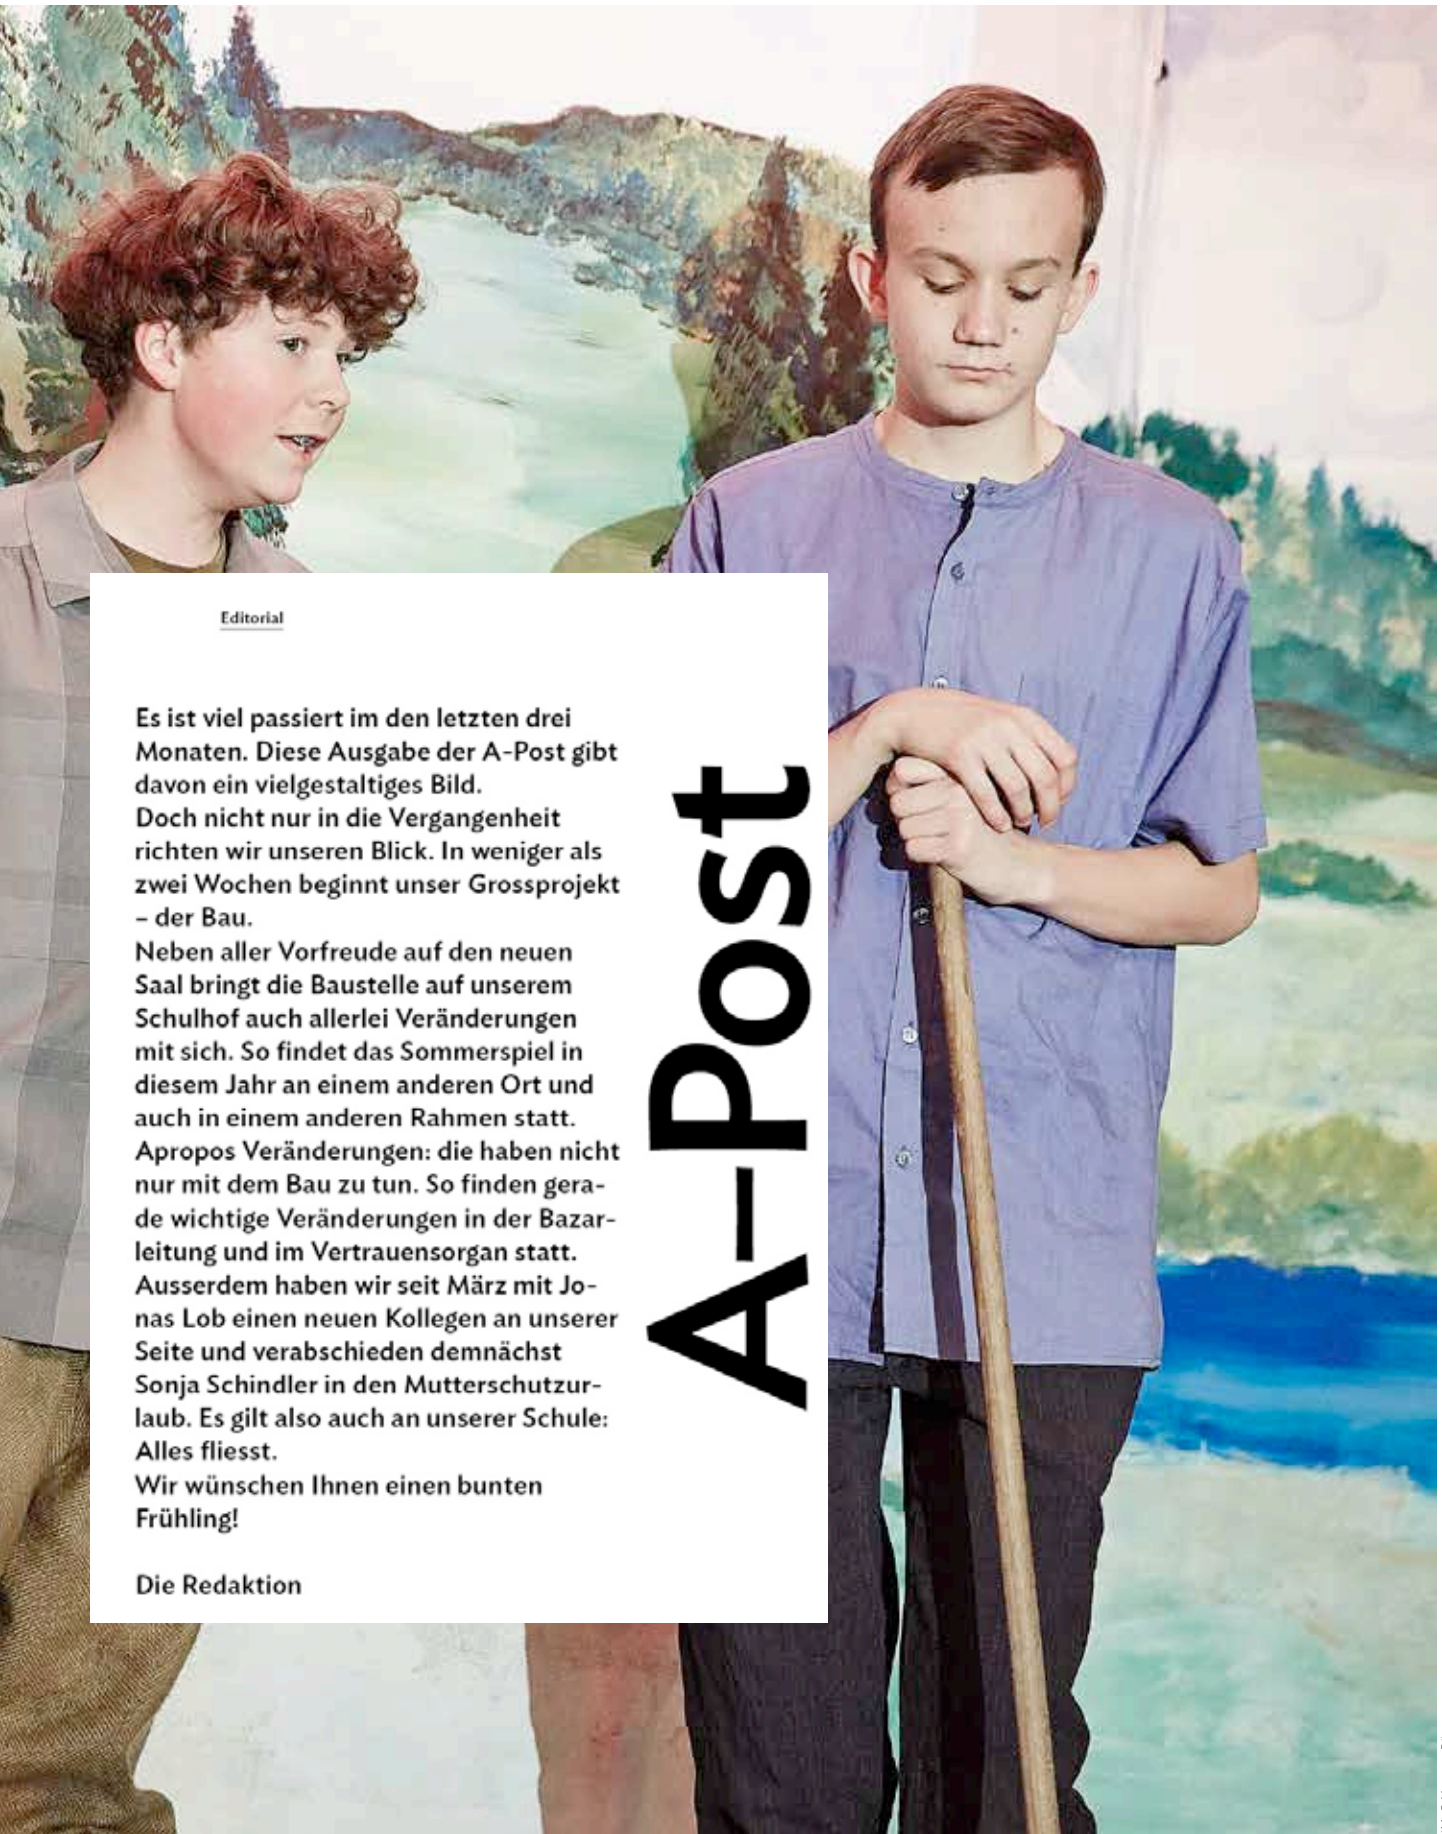 Editorial
Es ist viel passiert im den letzten drei
Monaten. Diese Ausgabe der A-Post gibt
davon ein vielgestaltiges Bild.
Doch nicht nur in die Vergangenheit
richten wir unseren Blick. In weniger als
zwei Wochen beginnt unser Grossprojekt
– der Bau.
Neben aller Vorfreude auf den neuen
Saal bringt die Baustelle auf unserem
Schulhof auch allerlei Veränderungen
mit sich. So findet das Sommerspiel in
diesem Jahr an einem anderen Ort und
auch in einem anderen Rahmen statt.
Apropos Veränderungen: die haben nicht
nur mit dem Bau zu tun. So finden gera-
de wichtige Veränderungen in der Bazar-
leitung und im Vertrauensorgan statt.
Ausserdem haben wir seit März mit Jo-
nas Lob einen neuen Kollegen an unserer
Seite und verabschieden demnächst
Sonja Schindler in den Mutterschutzur-
laub. Es gilt also auch an unserer Schule:
Alles fliesst.
Wir wünschen Ihnen einen bunten
Frühling!
Die Redaktion
A-Post